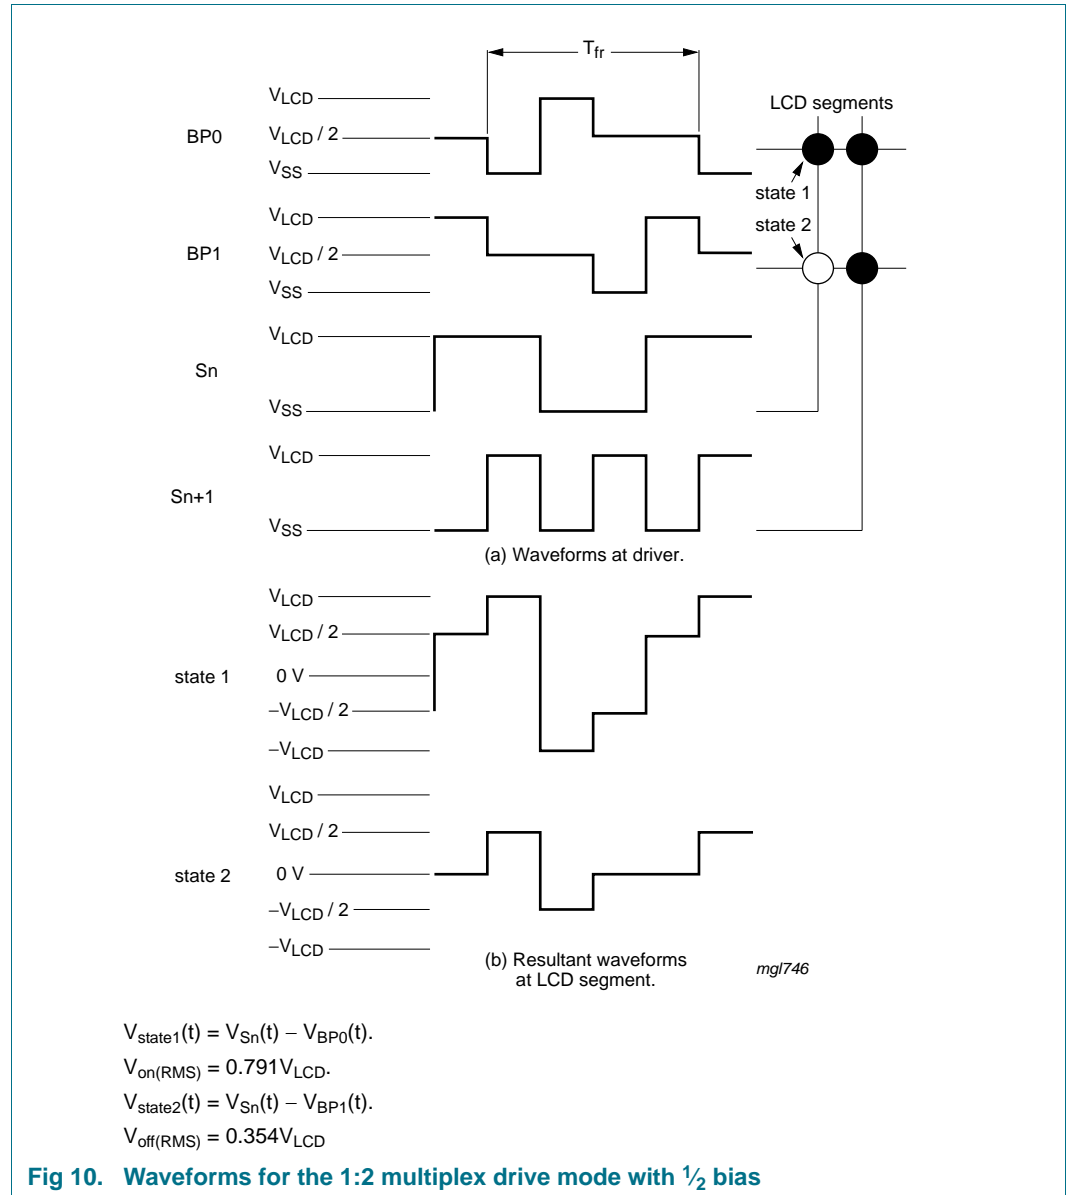 Tfr
VLCD
BP0
VLCD / 2
VSS
LCD segments
state 1
VLCD
BP1
VLCD / 2
VSS
state 2
VLCD
Sn
VSS
VLCD
Sn+1
VSS
(a) Waveforms at driver.
VLCD
VLCD / 2
state 1
0 V
−VLCD / 2
−VLCD
VLCD
VLCD / 2
state 2
0 V
−VLCD / 2
−VLCD
(b) Resultant waveforms
at LCD segment.
mgl746
Vstate1(t) = VSn(t) − VBP0(t).
Von(RMS) = 0.791VLCD.
Vstate2(t) = VSn(t) − VBP1(t).
Voff(RMS) = 0.354VLCD
Fig 10. Waveforms for the 1:2 multiplex drive mode with 1⁄2 bias